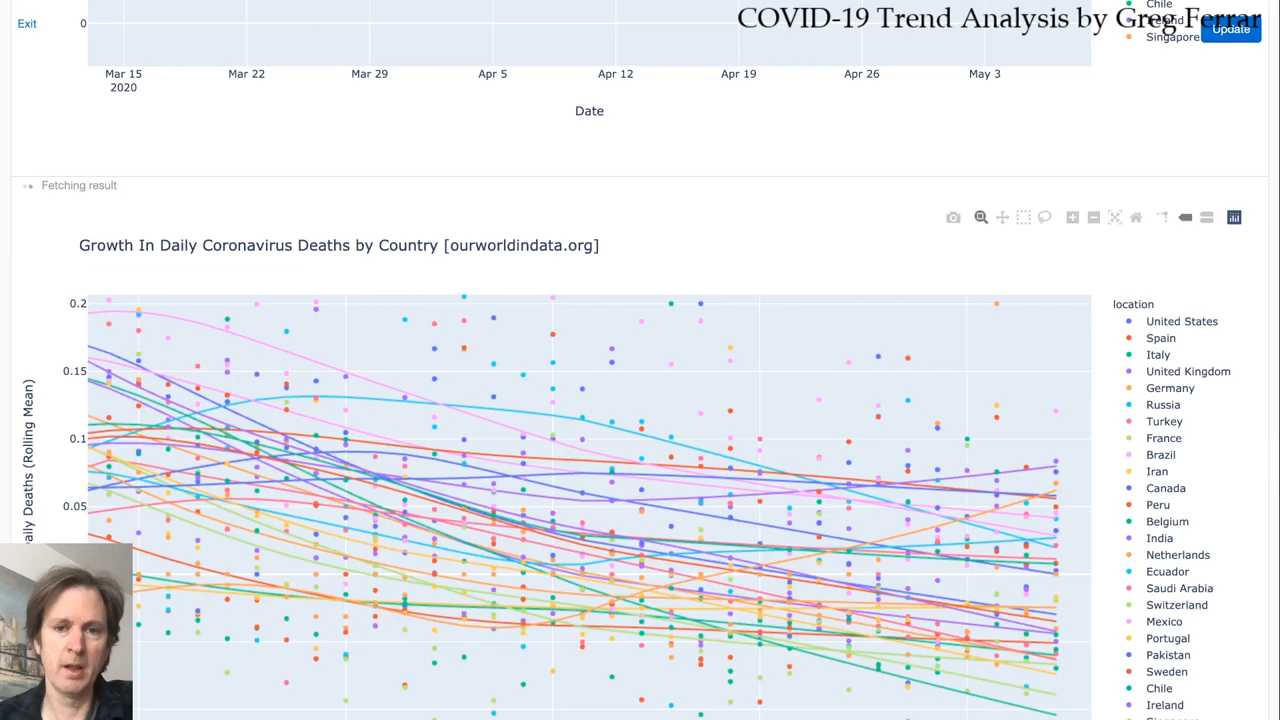 Exit
0
Chile
Ireland
Singapore
COVID-19 Trend Analysis by Greg Ferrar
Update
Mar 15
2020
Mar 22
Mar 29
Apr 5
Apr 12
Apr 19
Apr 26
May 3
Date
Fetching result
Growth In Daily Coronavirus Deaths by Country [ourworldindata.org]
0.2
0.15
0.1
0.05
aily Deaths (Rolling Mean)
location
United States
Spain
Italy
United Kingdom
Germany
Russia
Turkey
France
Brazil
Iran
Canada
Peru
Belgium
India
Netherlands
Ecuador
Saudi Arabia
Switzerland
Mexico
Portugal
Pakistan
Sweden
Chile
Ireland